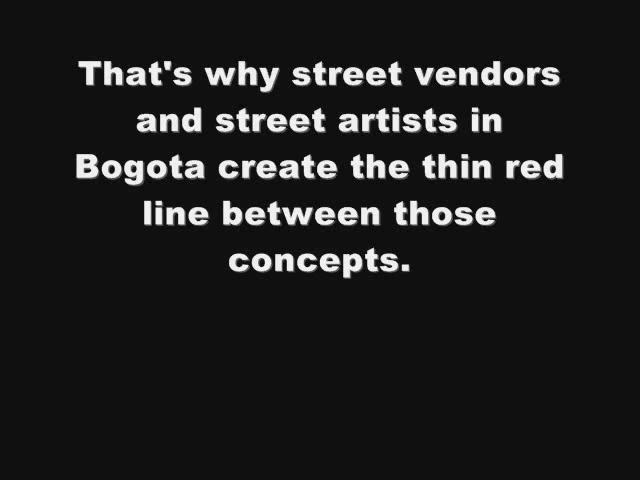 That's why street vendors
and street artists in
Bogota create the thin red
line between those
concepts.